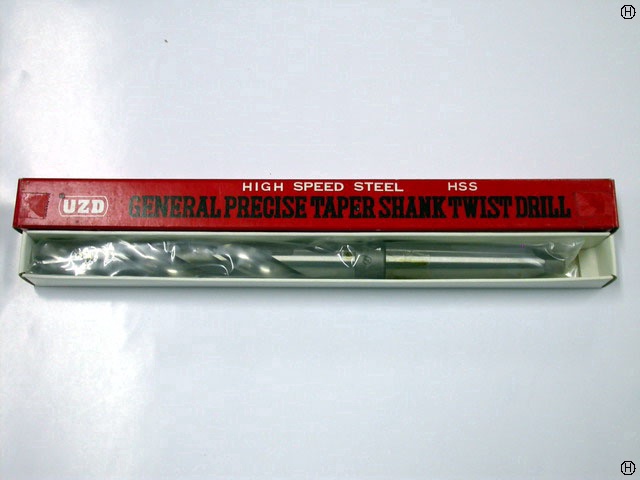 H
HIGH SPEED STEEL HSS
UZD GENERAL PRECISE TAPER SHANK TWIST DRILL
H